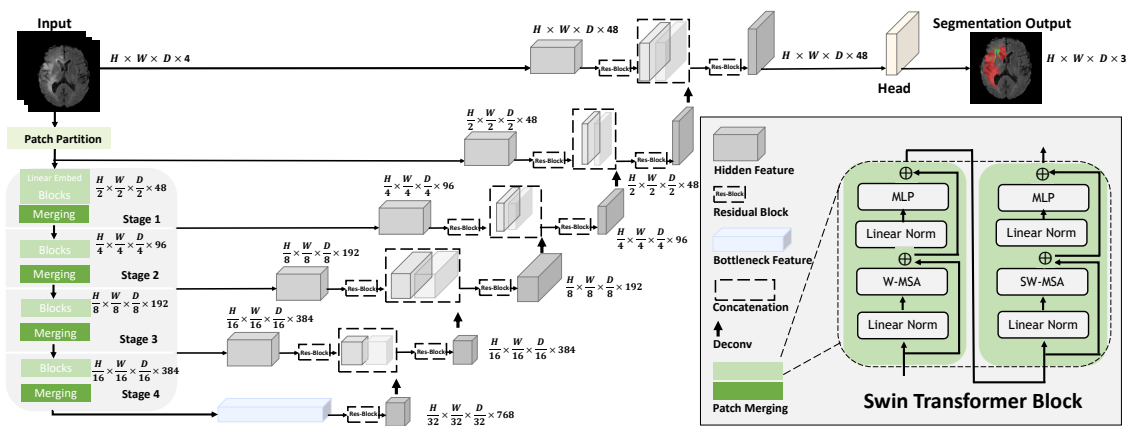 Input
H × W × D × 4
Patch Partition
Linear Embed
Blocks
H/2 × W/2 × D/2 × 48
Merging
Stage 1
Blocks
H/4 × W/4 × D/4 × 96
Merging
Stage 2
Blocks
H/8 × W/8 × D/8 × 192
Merging
Stage 3
Blocks
H/16 × W/16 × D/16 × 384
Merging
Stage 4
H × W × D × 48
Res-Block
Res-Block
H × W × D × 48
Head
Segmentation Output
H × W × D × 3
H/2 × W/2 × D/2 × 48
Res-Block
Res-Block
H/2 × W/2 × D/2 × 48
H/4 × W/4 × D/4 × 96
Res-Block
Res-Block
H/4 × W/4 × D/4 × 96
H/8 × W/8 × D/8 × 192
Res-Block
Res-Block
H/8 × W/8 × D/8 × 192
H/16 × W/16 × D/16 × 384
Res-Block
Res-Block
H/16 × W/16 × D/16 × 384
Res-Block
H/32 × W/32 × D/32 × 768
Hidden Feature
Res-Block
Residual Block
Bottleneck Feature
Concatenation
Deconv
Patch Merging
MLP
Linear Norm
W-MSA
Linear Norm
MLP
Linear Norm
SW-MSA
Linear Norm
Swin Transformer Block